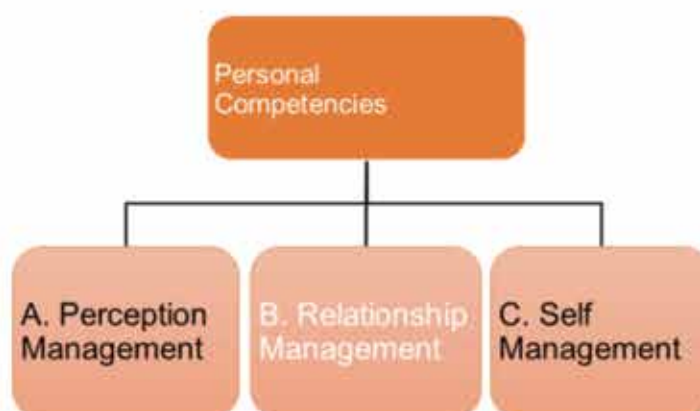 Personal
Competencies
A. Perception
Management
B. Relationship
Management
C. Self
Management